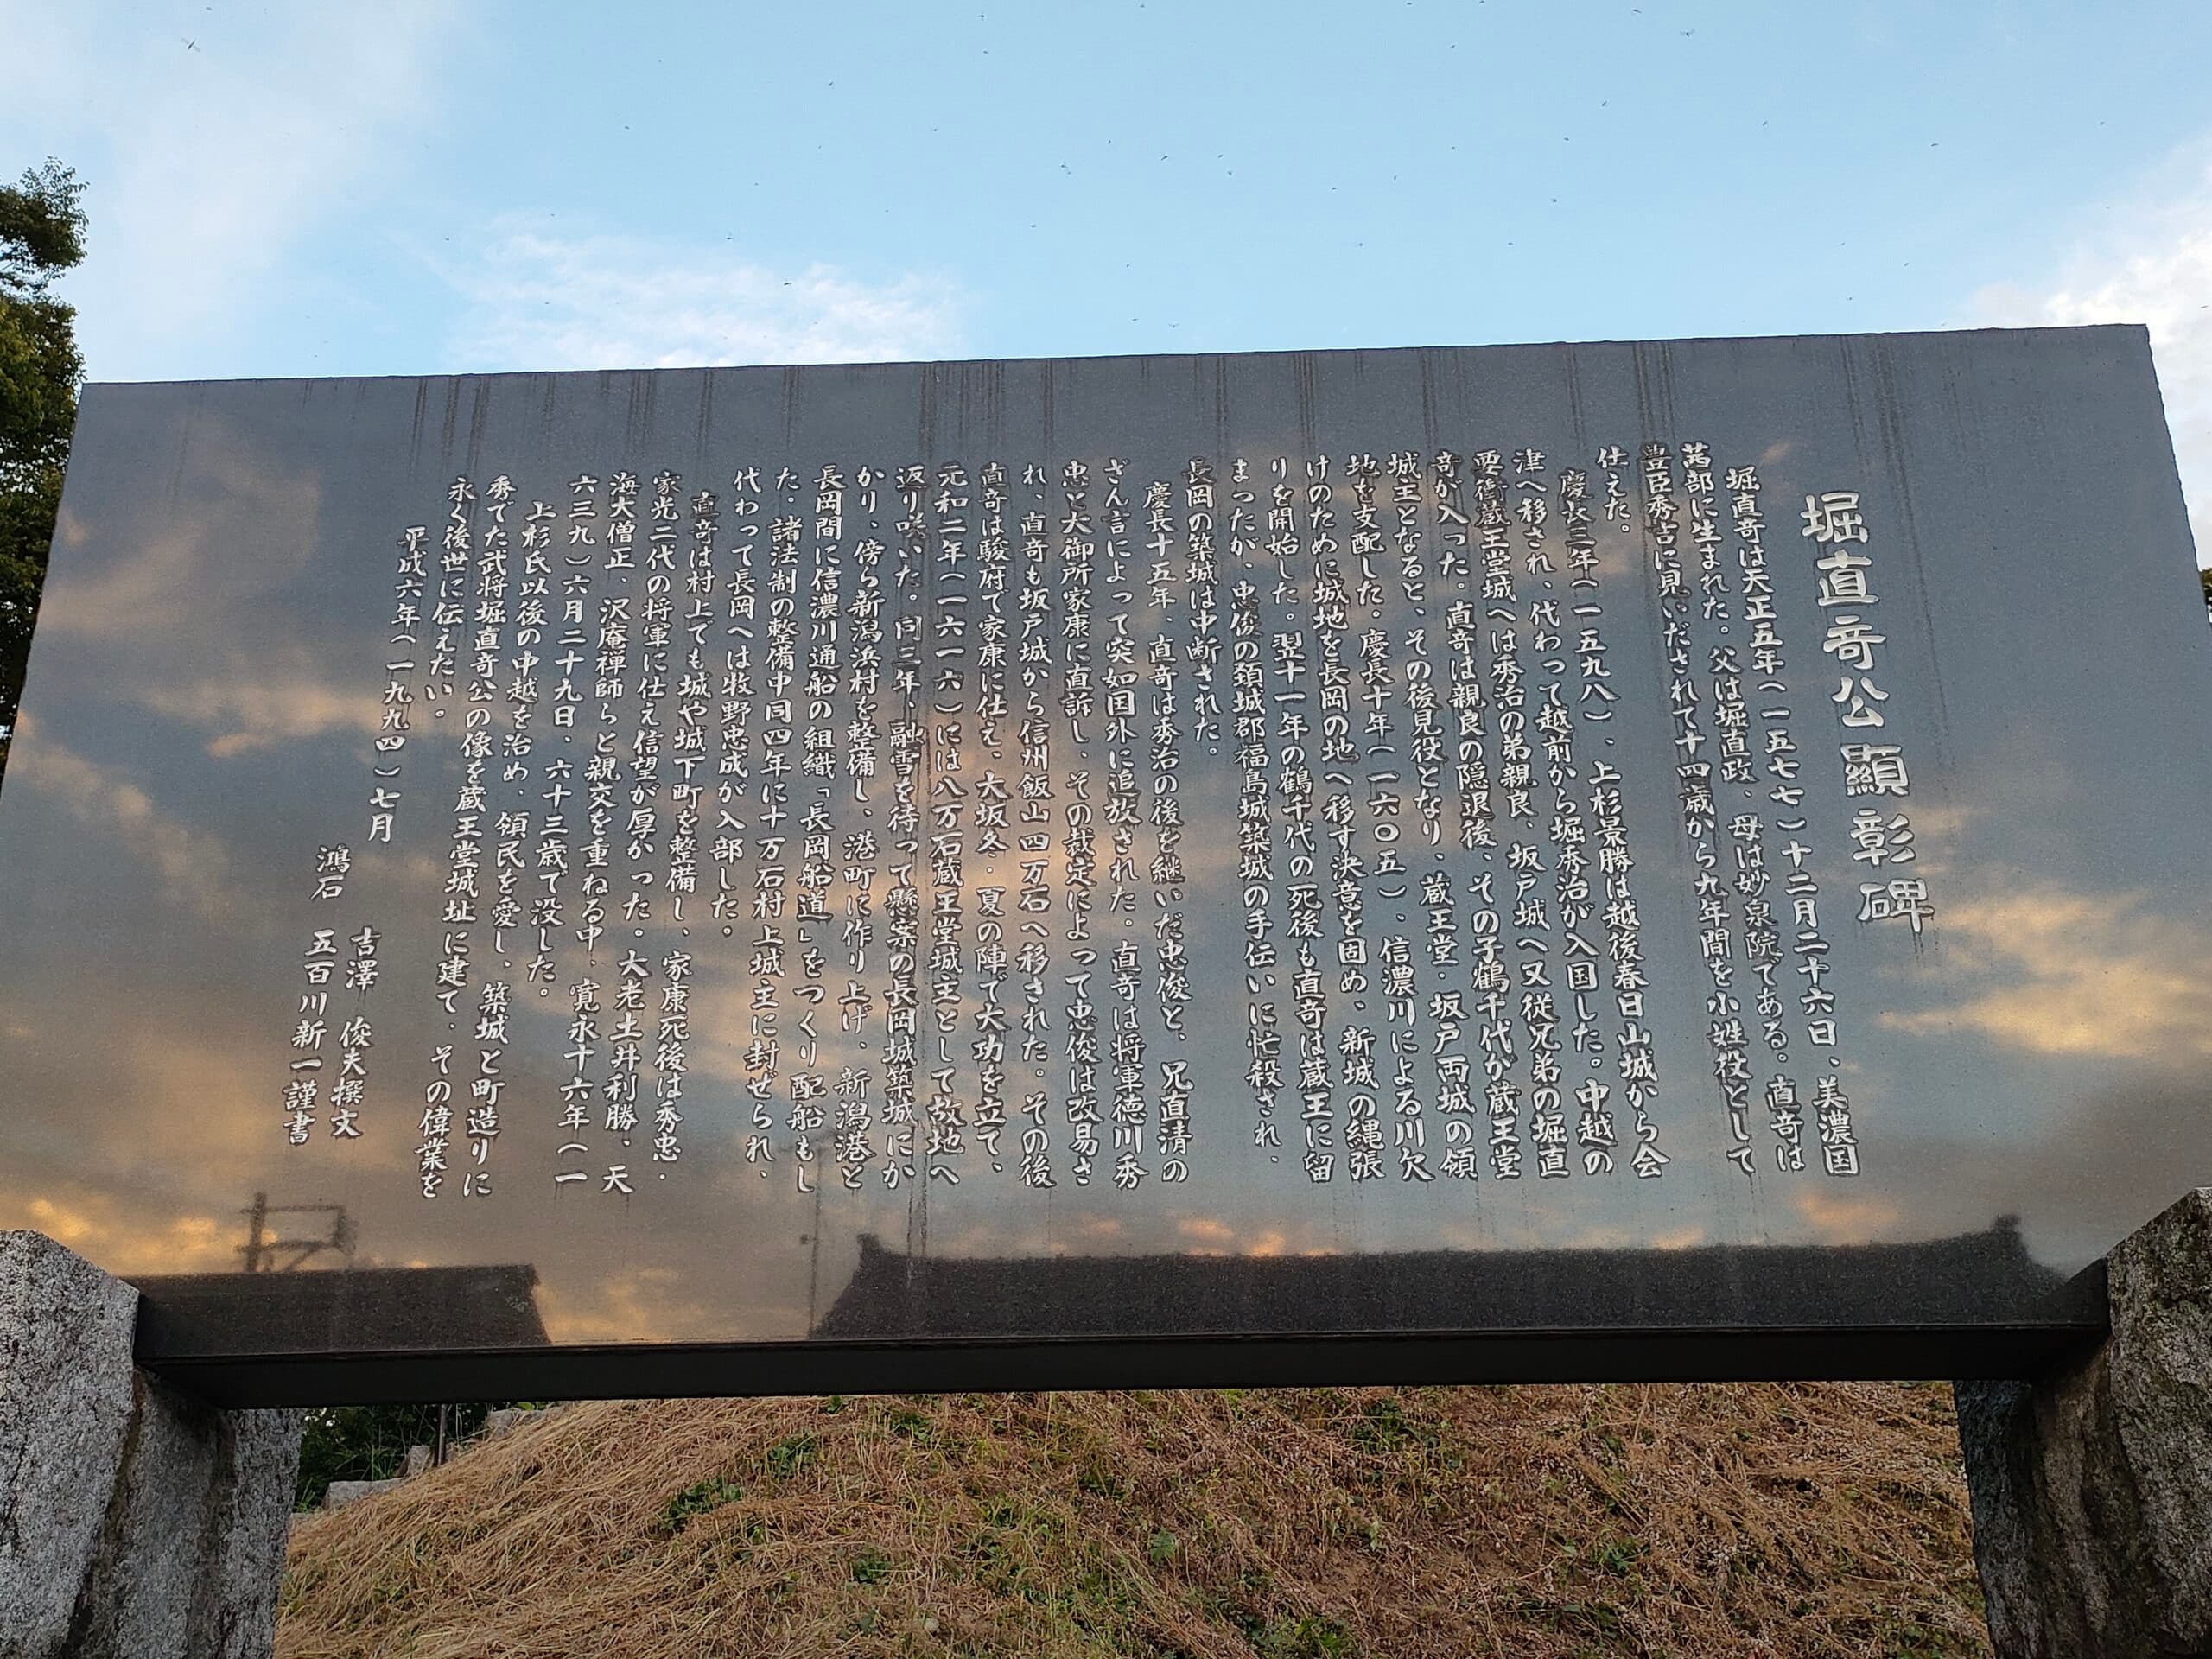 堀直竒公顯彰碑
堀直竒は天正五年(一五七七)十二月二十六日、美濃国
茜部に生まれた。父は堀直政、母は妙泉院である。直竒は
豊臣秀吉に見いだされて十四歳から九年間を小姓役として
仕えた。
慶長三年(一五九八)、上杉景勝は越後春日山城から会
津へ移され、代わって越前から堀秀治が入国した。中越の
要衝蔵王堂城へは秀治の弟親良、坂戸城へ又従兄弟の堀直
竒が入った。直竒は親良の隠退後、その子鶴千代が蔵王堂
城主となると、その後見役となり、蔵王堂・坂戸両城の領
地を支配した。慶長十年(一六〇五)、信濃川による川欠
けのために城地を長岡の地へ移す決意を固め、新城の縄張
りを開始した。翌十一年の鶴千代の死後も直竒は蔵王に留
まったが、忠俊の頚城郡福島城築城の手伝いに忙殺され、
長岡の築城は中断された。
慶長十五年、直竒は秀治の後を継いだ忠俊と、兄直清の
ざん言によって突如国外に追放された。直竒は将軍徳川秀
忠と大御所家康に直訴し、その裁定によって忠俊は改易さ
れ、直竒も坂戸城から信州飯山四万石へ移された。その後
直竒は駿府で家康に仕え、大坂冬・夏の陣で大功を立て、
元和二年(一六一六)には八万石蔵王堂城主として故地へ
返り咲いた。同三年、融雪を待って懸案の長岡城築城にか
かり、傍ら新潟浜村を整備し、港町に作り上げ、新潟港と
長岡間に信濃川通船の組織「長岡船道」をつくり配船もし
た。諸法制の整備中同四年に十万石村上城主に封ぜられ、
代わって長岡へは牧野忠成が入部した。
直竒は村上でも城や城下町を整備し、家康死後は秀忠・
家光二代の将軍に仕え信望が厚かった。大老土井利勝、天
海大僧正、沢庵禅師らと親交を重ねる中、寛永十六年(一
六三九)六月二十九日、六十三歳で没した。
上杉氏以後の中越を治め、領民を愛し、築城と町造りに
秀でた武将堀直竒公の像を蔵王堂城址に建て、その偉業を
永く後世に伝えたい。
平成六年(一九九四)七月
吉澤 俊夫撰文
鴻石 五百川新一謹書